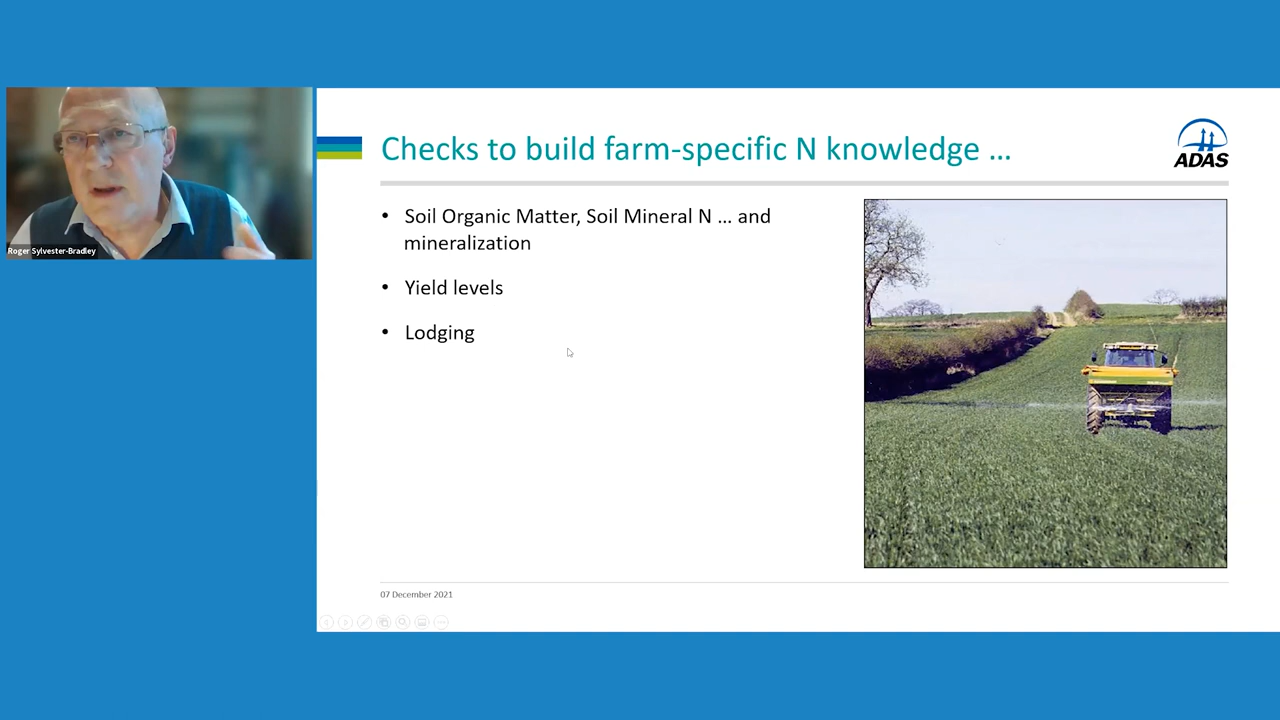 Roger Sylvester-Bradley
Checks to build farm-specific N knowledge ...
ADAS
• Soil Organic Matter, Soil Mineral N ... and
mineralization
• Yield levels
• Lodging
07 December 2021